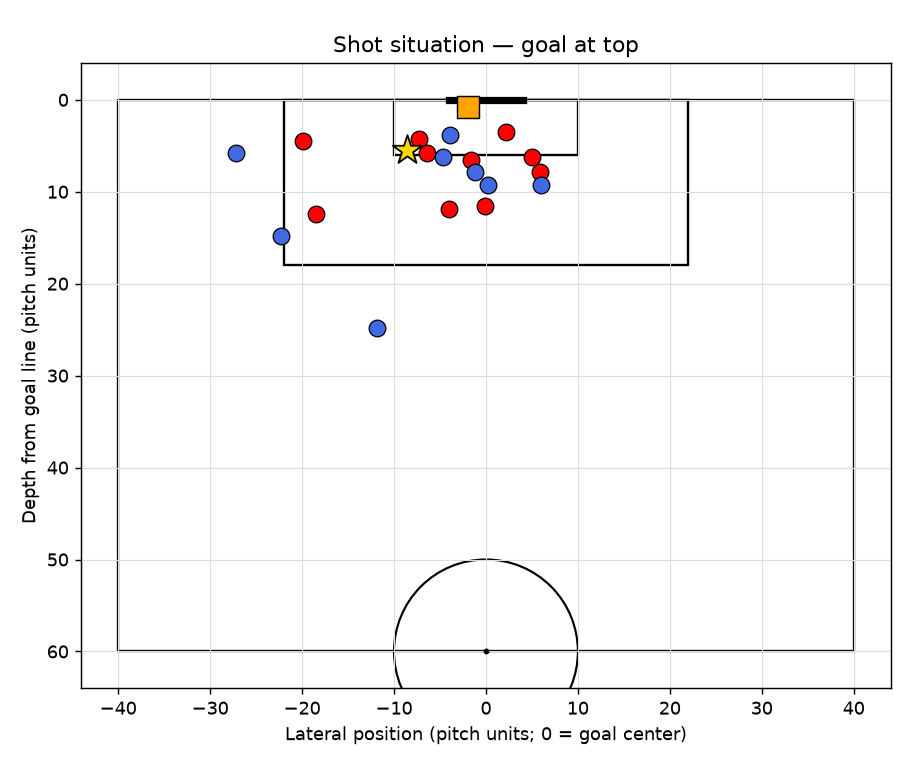 Shot situation — goal at top
Depth from goal line (pitch units)
0
10
20
30
40
50
60
−40 −30 −20 −10 0 10 20 30 40
Lateral position (pitch units; 0 = goal center)